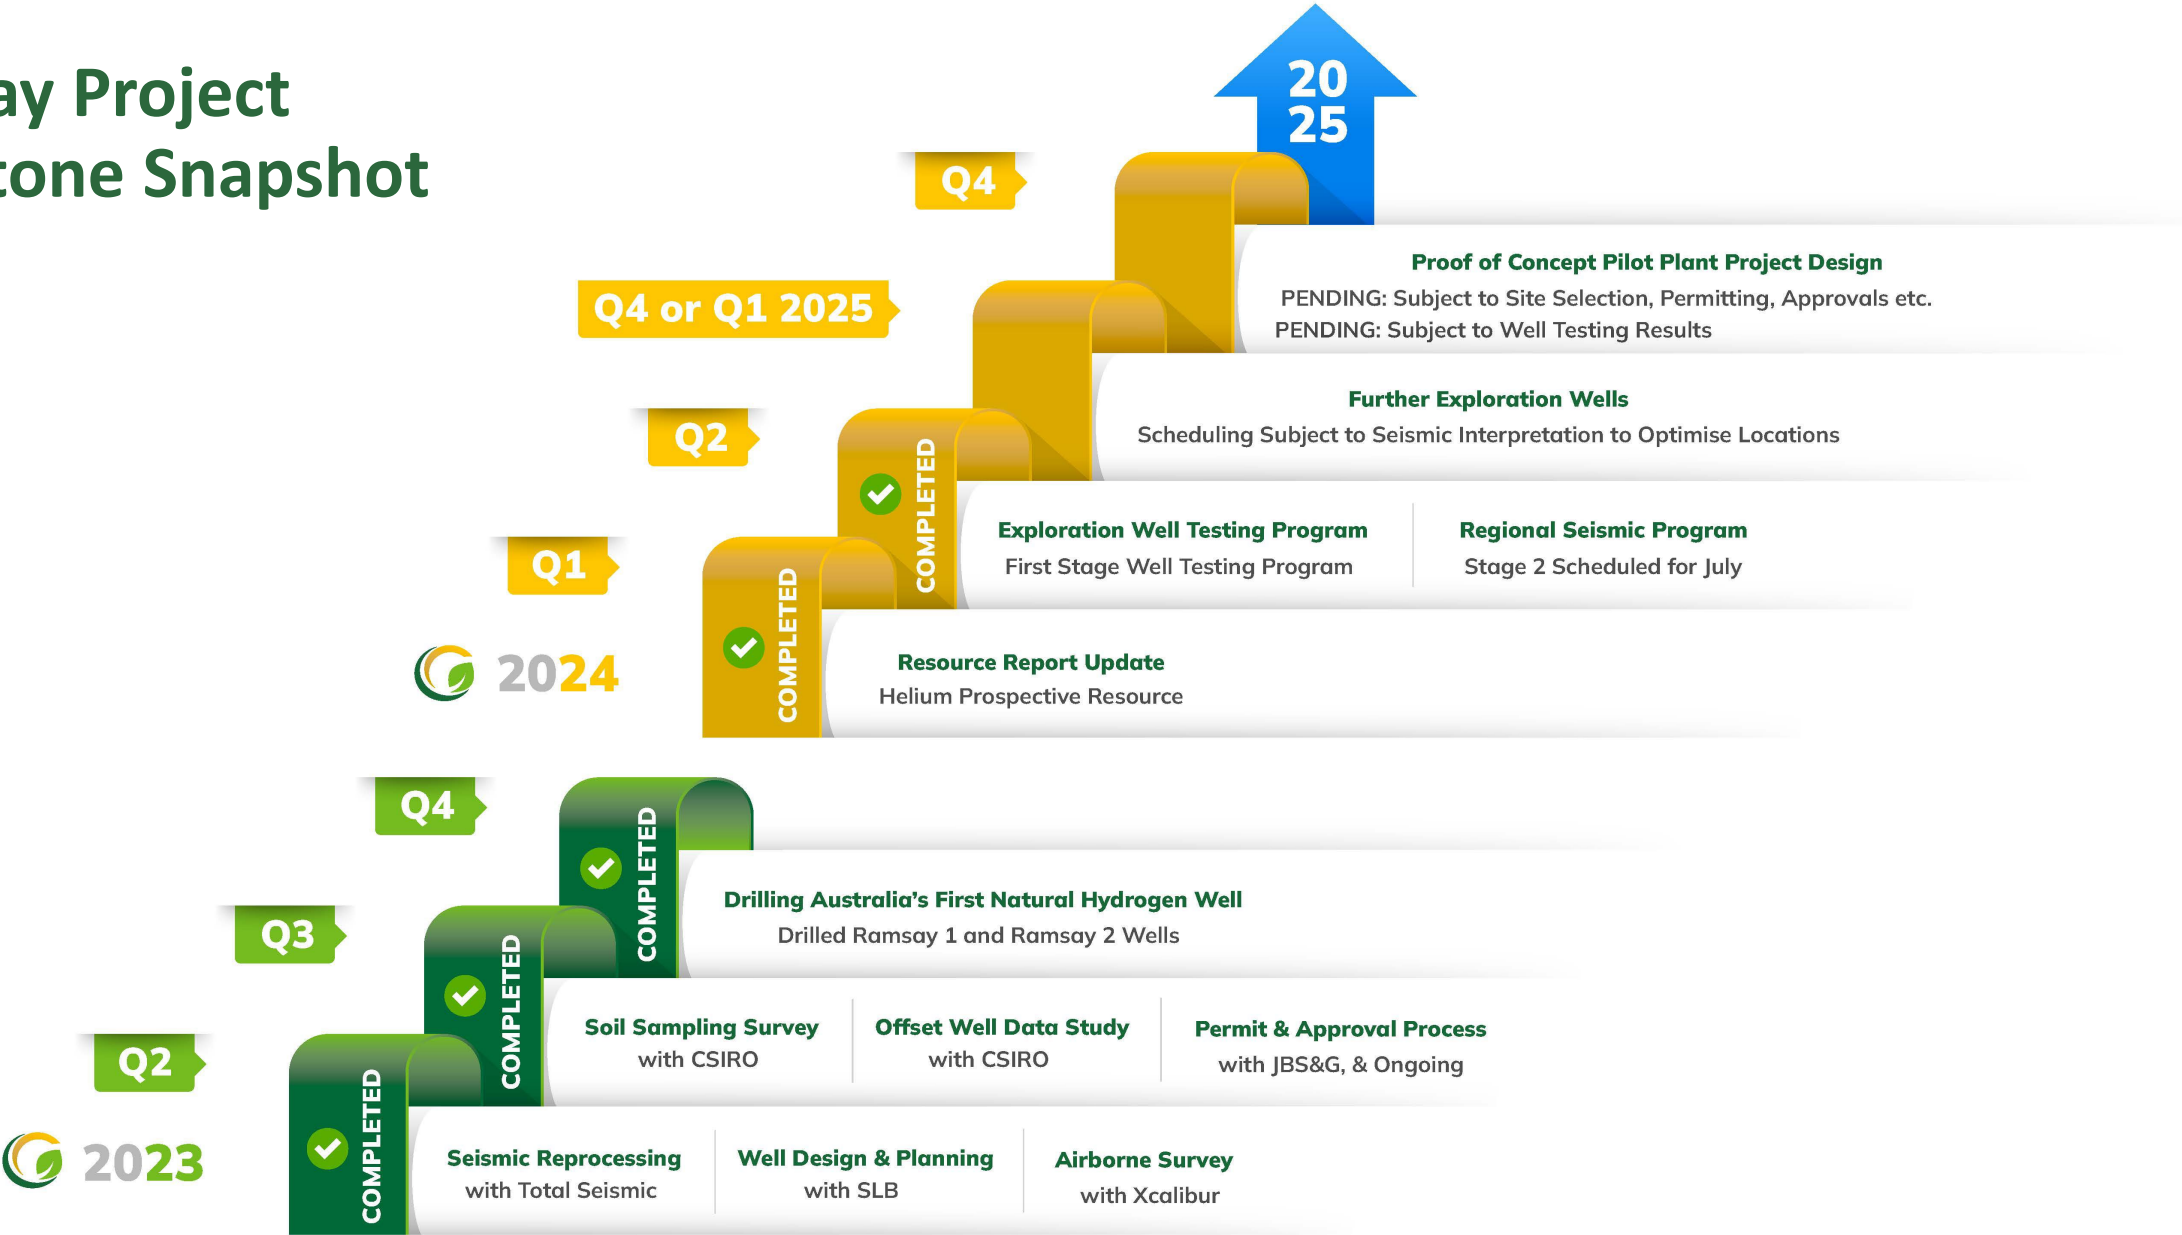 ay Project
tone Snapshot
20
25
Q4
Proof of Concept Pilot Plant Project Design
PENDING: Subject to Site Selection, Permitting, Approvals etc.
PENDING: Subject to Well Testing Results
Q4 or Q1 2025
Further Exploration Wells
Scheduling Subject to Seismic Interpretation to Optimise Locations
Q2
COMPLETED
Exploration Well Testing Program
First Stage Well Testing Program
Regional Seismic Program
Stage 2 Scheduled for July
Q1
2024
COMPLETED
Resource Report Update
Helium Prospective Resource
Q4
COMPLETED
Drilling Australia's First Natural Hydrogen Well
Drilled Ramsay 1 and Ramsay 2 Wells
Q3
COMPLETED
Soil Sampling Survey
with CSIRO
Offset Well Data Study
with CSIRO
Permit & Approval Process
with JBS&G, & Ongoing
Q2
2023
COMPLETED
Seismic Reprocessing
with Total Seismic
Well Design & Planning
with SLB
Airborne Survey
with Xcalibur